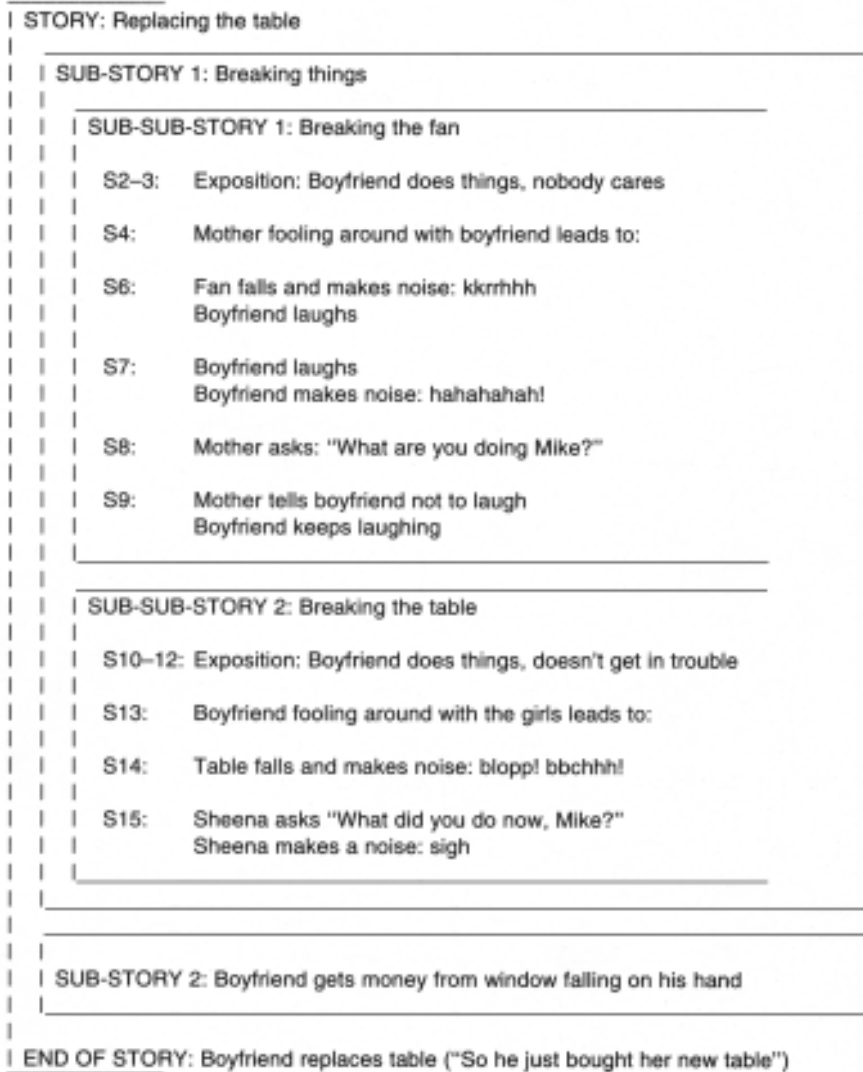 STORY: Replacing the table
SUB-STORY 1: Breaking things
SUB-SUB-STORY 1: Breaking the fan
S2–3: Exposition: Boyfriend does things, nobody cares
S4: Mother fooling around with boyfriend leads to:
S6: Fan falls and makes noise: kkrrhhh
Boyfriend laughs
S7: Boyfriend laughs
Boyfriend makes noise: hahahahah!
S8: Mother asks: "What are you doing Mike?"
S9: Mother tells boyfriend not to laugh
Boyfriend keeps laughing
SUB-SUB-STORY 2: Breaking the table
S10–12: Exposition: Boyfriend does things, doesn't get in trouble
S13: Boyfriend fooling around with the girls leads to:
S14: Table falls and makes noise: blopp! bbchhh!
S15: Sheena asks "What did you do now, Mike?"
Sheena makes a noise: sigh
SUB-STORY 2: Boyfriend gets money from window falling on his hand
END OF STORY: Boyfriend replaces table ("So he just bought her new table")